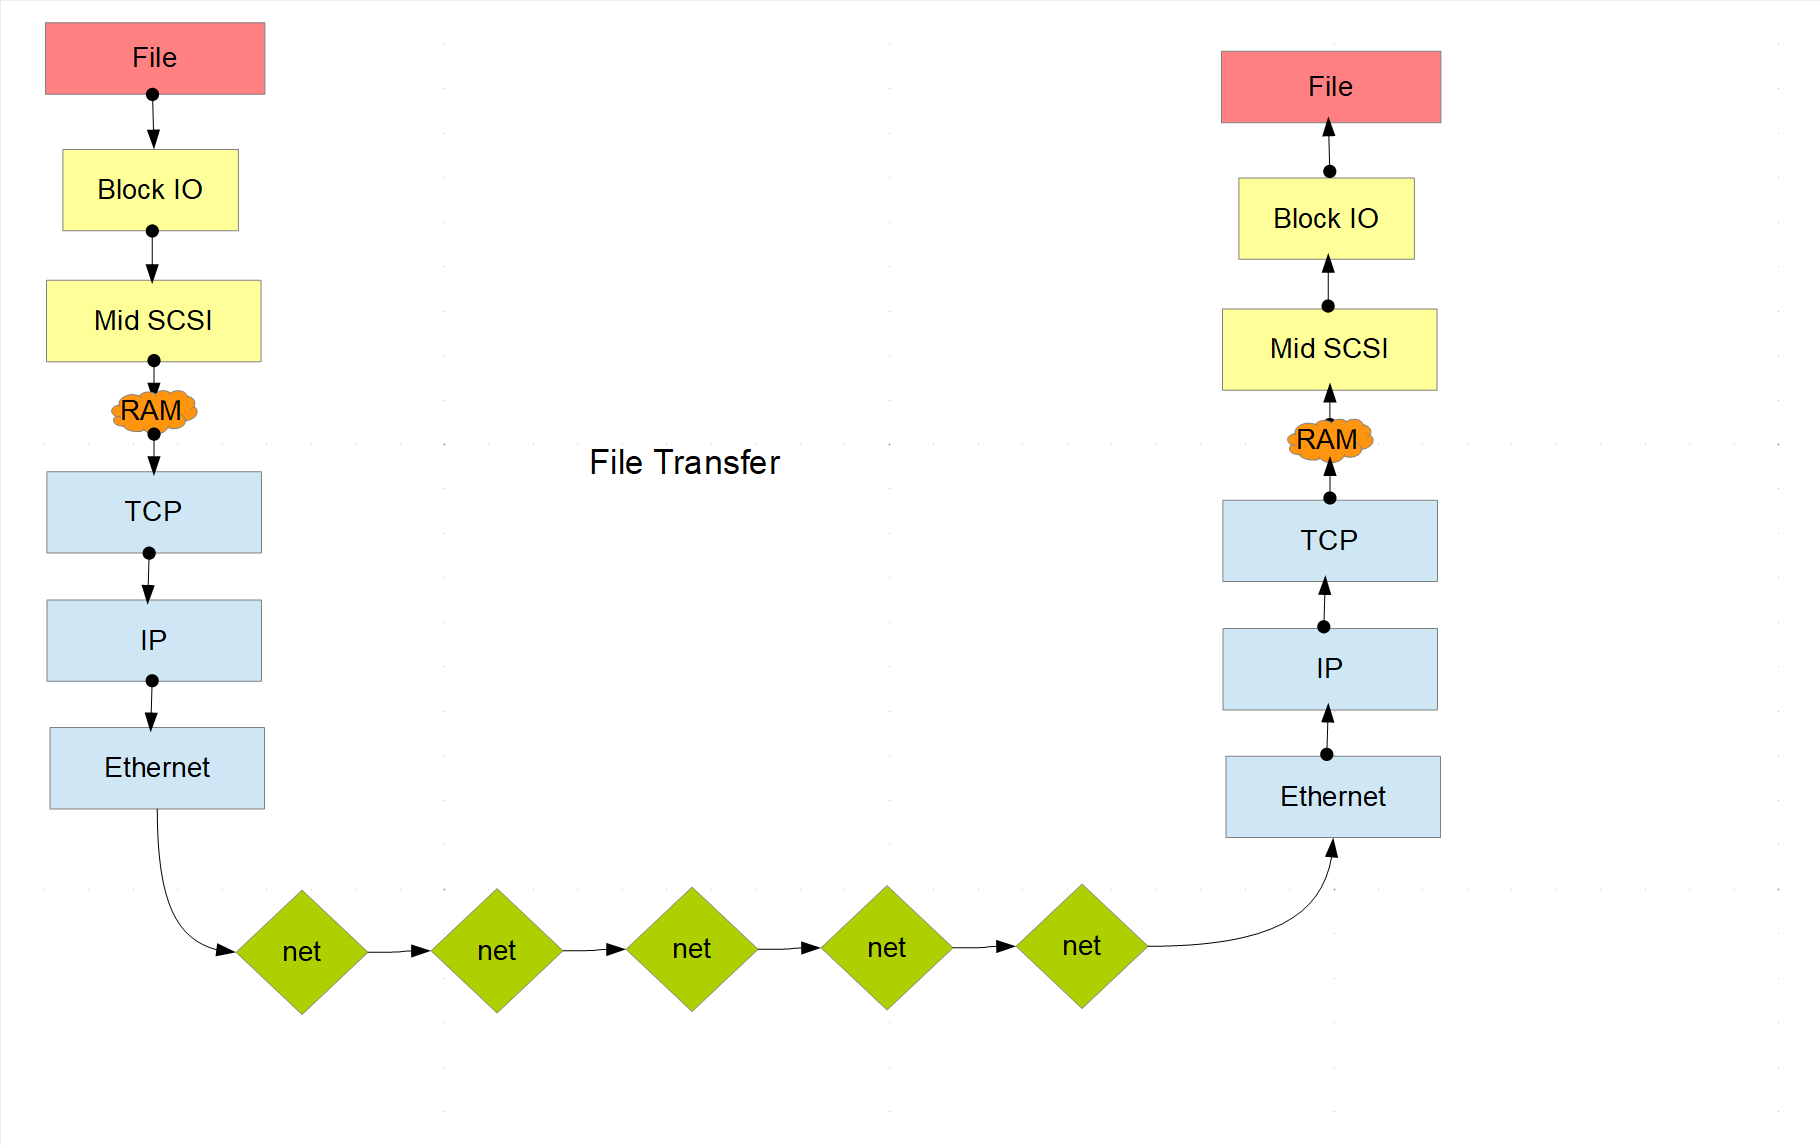 File
Block IO
Mid SCSI
RAM
TCP
IP
Ethernet
File Transfer
net
net
net
net
net
File
Block IO
Mid SCSI
RAM
TCP
IP
Ethernet